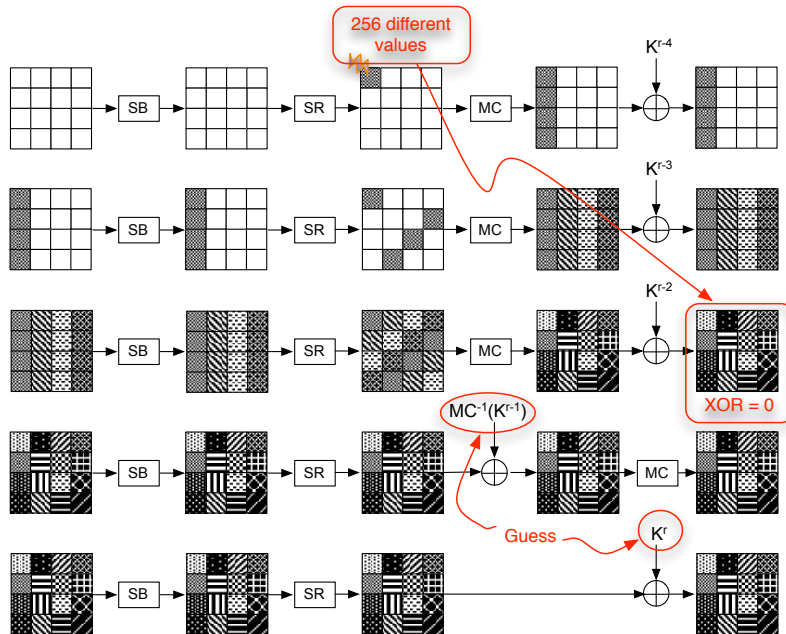 256 different
values
K^{r-4}
SB
SR
MC
K^{r-3}
SB
SR
MC
K^{r-2}
SB
SR
MC
XOR = 0
MC^{-1}(K^{r-1})
SB
SR
MC
Guess
K^r
SB
SR